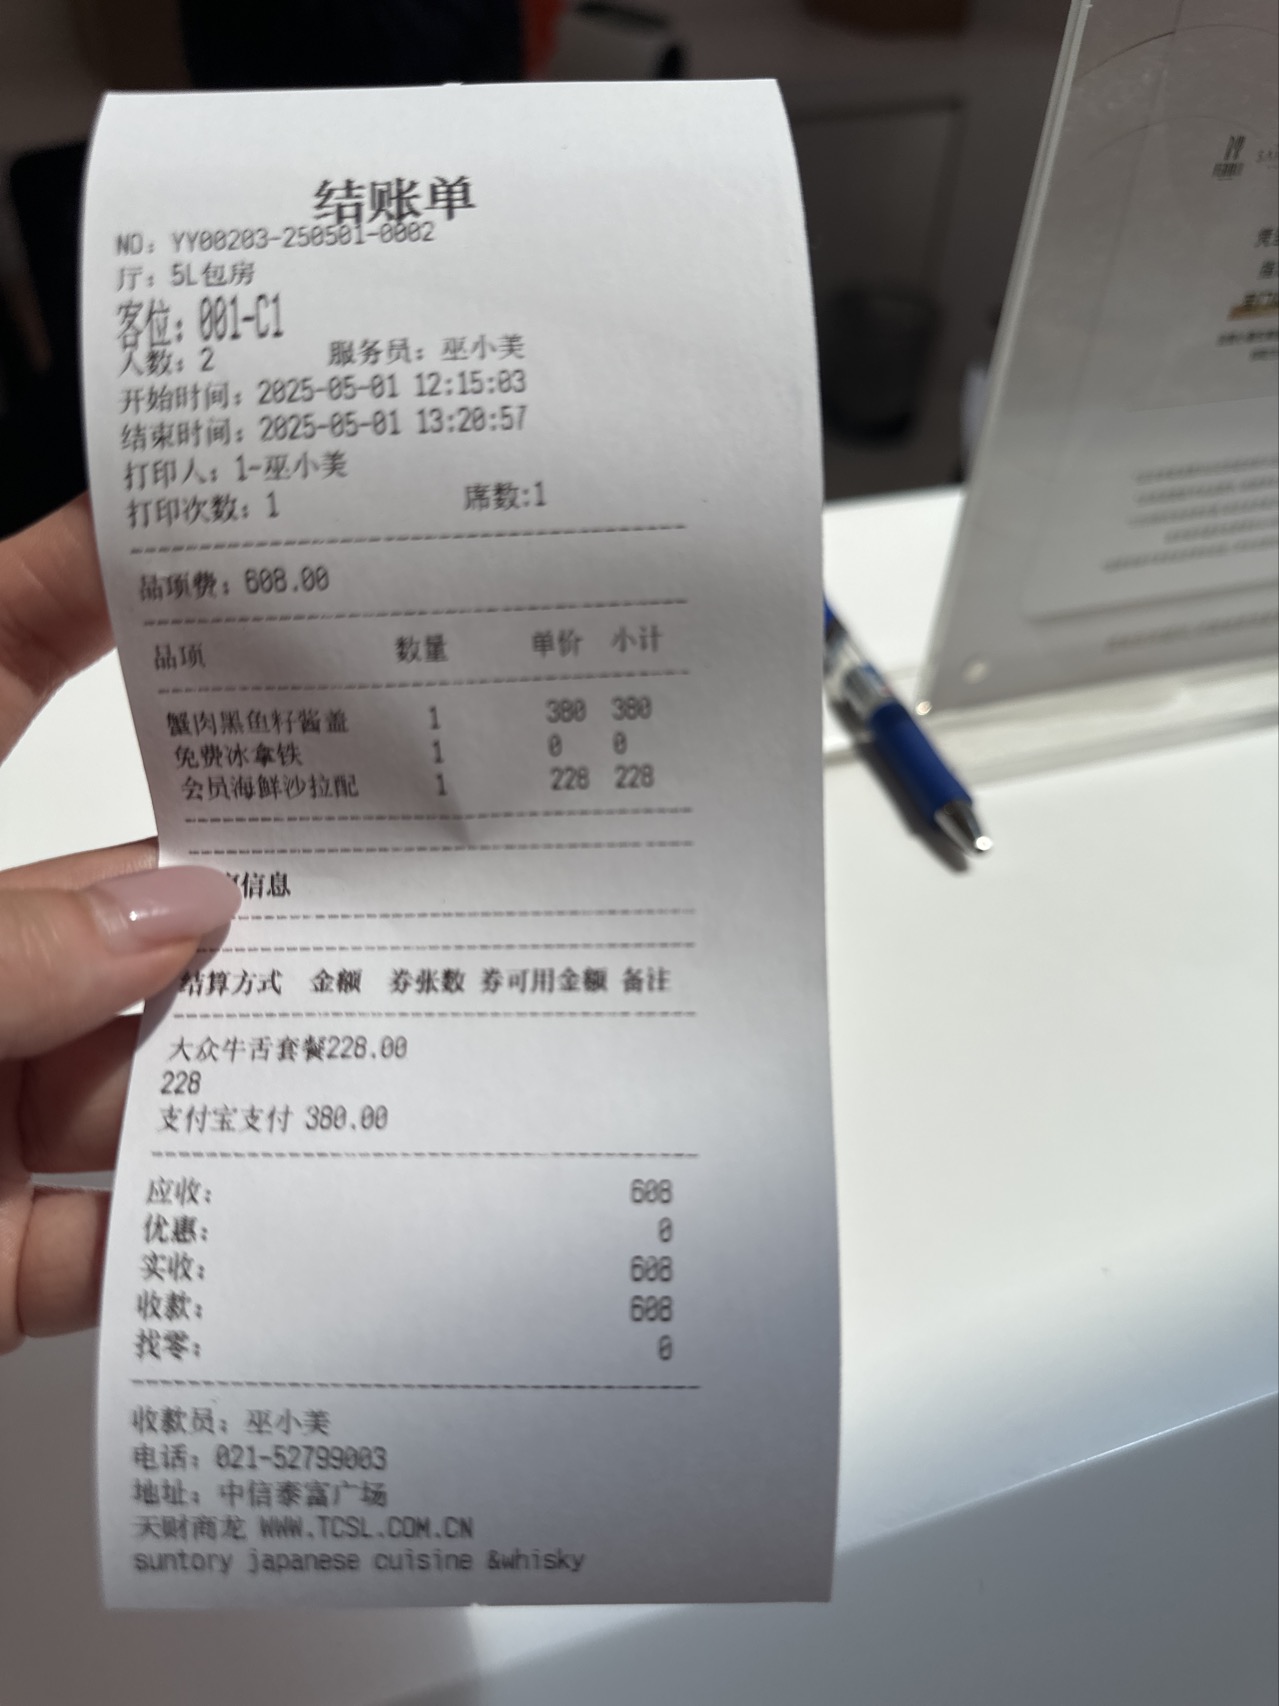 结账单
NO: YY00203-250501-0002
厅: 5L包房
客位: 001-C1
人数: 2 服务员: 巫小美
开始时间: 2025-05-01 12:15:03
结束时间: 2025-05-01 13:20:57
打印人: 1-巫小美
打印次数: 1 席数:1
品项费: 608.00
品项 数量 单价 小计
蟹肉黑鱼籽酱盖 1 380 380
免费冰拿铁 1 0 0
会员海鲜沙拉配 1 228 228
信息
结算方式 金额 券张数 券可用金额 备注
大众牛舌套餐228.00
228
支付宝支付 380.00
应收: 608
优惠: 0
实收: 608
收款: 608
找零: 0
收款员: 巫小美
电话: 021-52799003
地址: 中信泰富广场
天财商龙 WWW.TCSL.COM.CN
suntory japanese cuisine &whisky